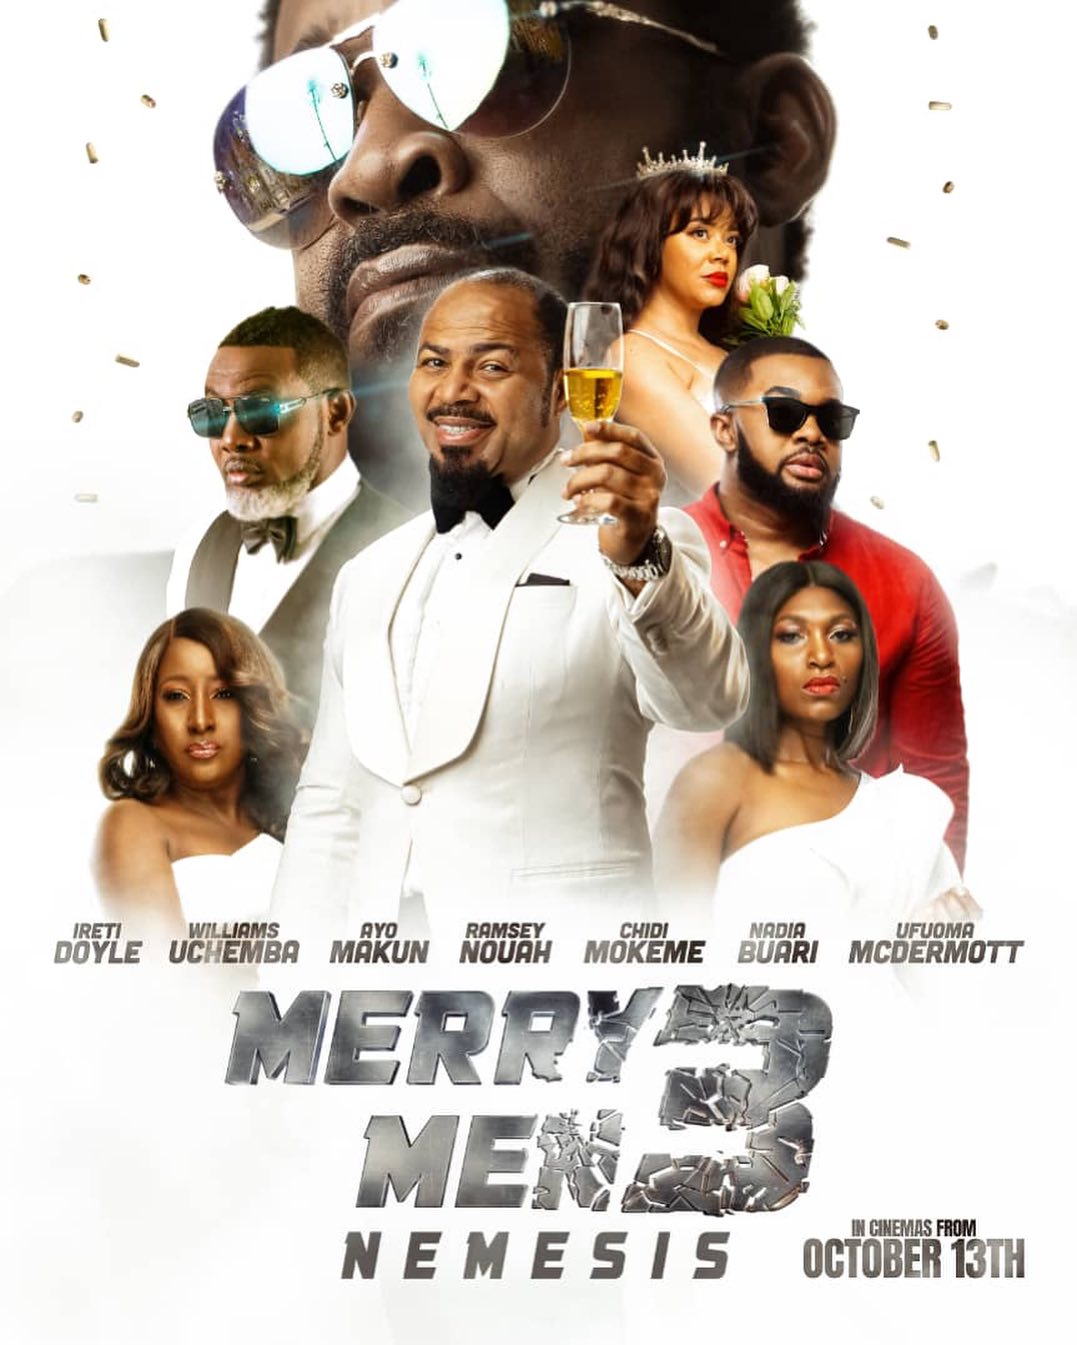 IRETI DOYLE
WILLIAMS UCHEMBA
AYO MAKUN
RAMSEY NOUAH
CHIDI MOKEME
NADIA BUARI
UFUOMA MCDERMOTT
MERRY
MEN 3
NEMESIS
IN CINEMAS FROM
OCTOBER 13TH